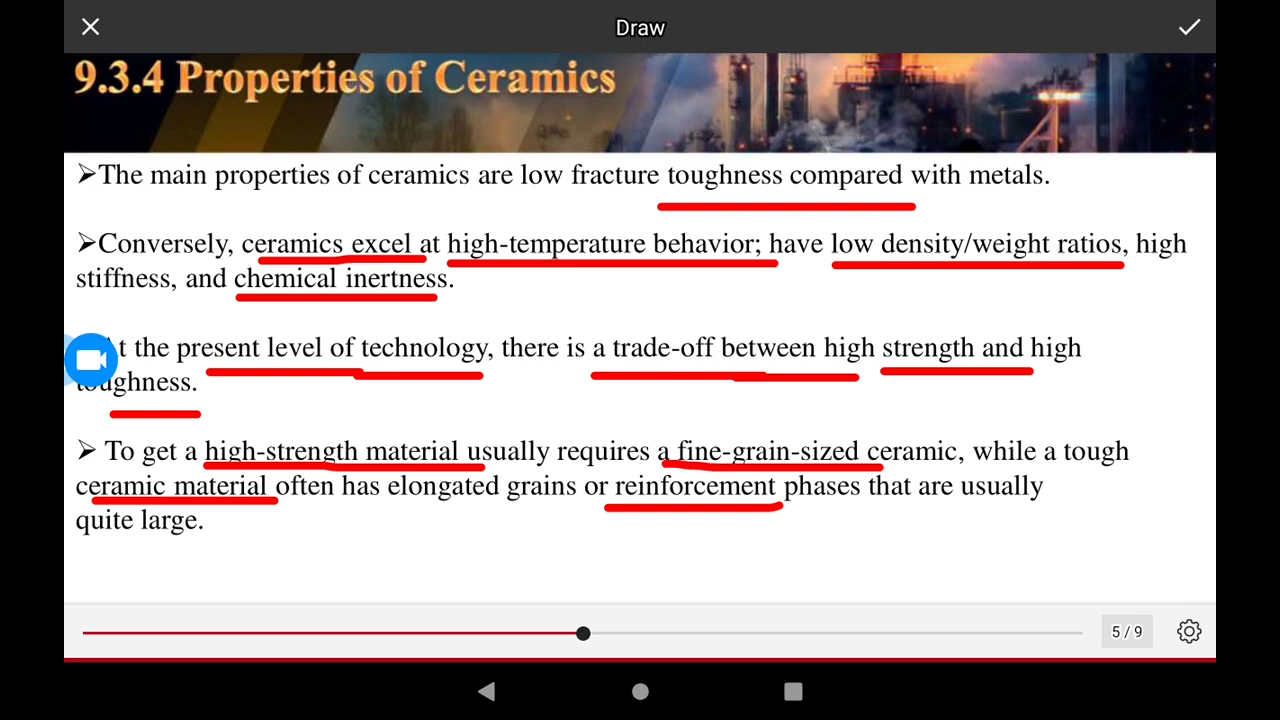 Draw
9.3.4 Properties of Ceramics
➢The main properties of ceramics are low fracture toughness compared with metals.
➢Conversely, ceramics excel at high-temperature behavior; have low density/weight ratios, high
stiffness, and chemical inertness.
At the present level of technology, there is a trade-off between high strength and high
toughness.
➢ To get a high-strength material usually requires a fine-grain-sized ceramic, while a tough
ceramic material often has elongated grains or reinforcement phases that are usually
quite large.
5 / 9